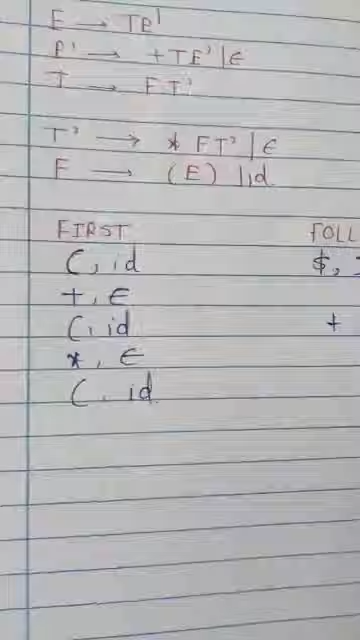 E → TE'
E' → +TE' | ε
T → FT'
T' → * FT' | ε
F → (E) | id
FIRST FOLL
(, id $,
+, ε
(, id +
*, ε
(, id